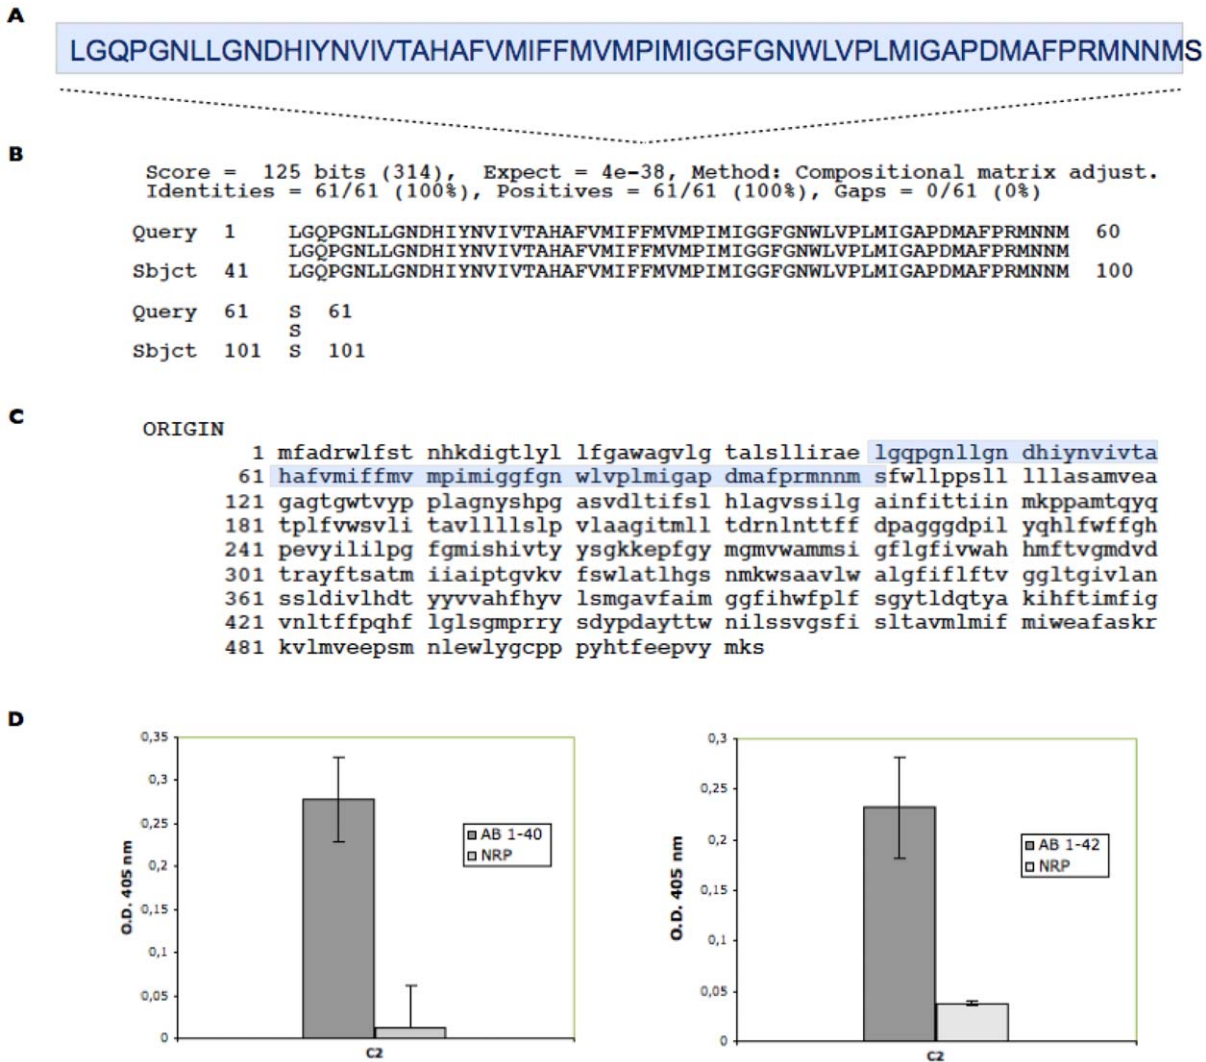 A
LGQPGNLLGNDHIYNVIVTAHAFVMIFFMVMPIMIGGFGNWLVPLMIGAPDMAFPRMNNMS
B
Score = 125 bits (314), Expect = 4e-38, Method: Compositional matrix adjust.
Identities = 61/61 (100%), Positives = 61/61 (100%), Gaps = 0/61 (0%)
Query 1 LGQPGNLLGNDHIYNVIVTAHAFVMIFFMVMPIMIGGFGNWLVPLMIGAPDMAFPRMNNM 60
LGQPGNLLGNDHIYNVIVTAHAFVMIFFMVMPIMIGGFGNWLVPLMIGAPDMAFPRMNNM
Sbjct 41 LGQPGNLLGNDHIYNVIVTAHAFVMIFFMVMPIMIGGFGNWLVPLMIGAPDMAFPRMNNM 100
Query 61 S 61
S
Sbjct 101 S 101
C
ORIGIN
1 mfadrwlfst nhkdigtlyl lfgawagvlg talsllirae lgqpgnllgn dhiynvivta
61 hafvmiffmv mpimiggfgn wlvplmigap dmafprmnnm sfwllppsll lllasamvea
121 gagtgwtvyp plagnyshpg asvdltifsl hlagvssilg ainfittiin mkppamtqyq
181 tplfvwsvli tavllllslp vlaagitmll tdrnlnttff dpagggdpil yqhlfwffgh
241 pevyililpg fgmishivty ysgkkepfgy mgmvwammsi gflgfivwah hmftvgmdvd
301 trayftsatm iiaiptgvkv fswlatlhgs nmkwsaavlw algfiflftv ggltgivlan
361 ssldivlhdt yyvvahfhyv lsmgavfaim ggfihwfplf sgytldqtya kihftimfig
421 vnltffpqhf lglsgmprry sdypdayttw nilssvgsfi sltavmlmif miweafaskr
481 kvlmveepsm nlewlygcpp pyhtfeepvy mks
D
0,35
0,3
0,25
0,2
0,15
0,1
0,05
0
O.D. 405 nm
AB 1-40
NRP
C2
0,3
0,25
0,2
0,15
0,1
0,05
0
O.D. 405 nm
AB 1-42
NRP
C2